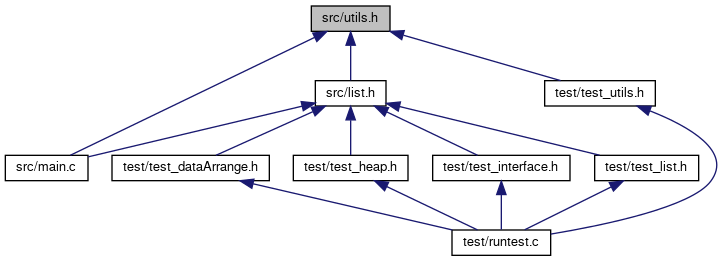 src/utils.h
src/list.h
test/test_utils.h
src/main.c
test/test_dataArrange.h
test/test_heap.h
test/test_interface.h
test/test_list.h
test/runtest.c